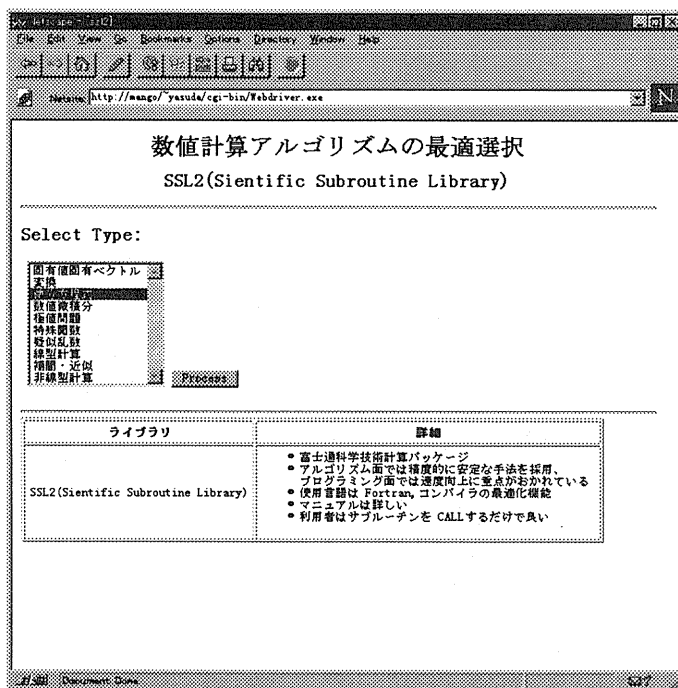 Netscape - [ssl2]
File Edit View Go Bookmarks Options Directory Window Help
http://mango/~yasuda/cgi-bin/Webdriver.exe
N
数値計算アルゴリズムの最適選択
SSL2(Sientific Subroutine Library)
Select Type:
固有値固有ベクトル
変換
数値微積分
極値問題
特殊関数
疑似乱数
線型計算
補間・近似
非線型計算
Process
ライブラリ
詳細
SSL2(Sientific Subroutine Library)
富士通科学技術計算パッケージ
アルゴリズム面では精度的に安定な手法を採用、
プログラミング面では速度向上に重点がおかれている
使用言語は Fortran,コンパイラの最適化機能
マニュアルは詳しい
利用者はサブルーチンを CALLするだけで良い
Document Done